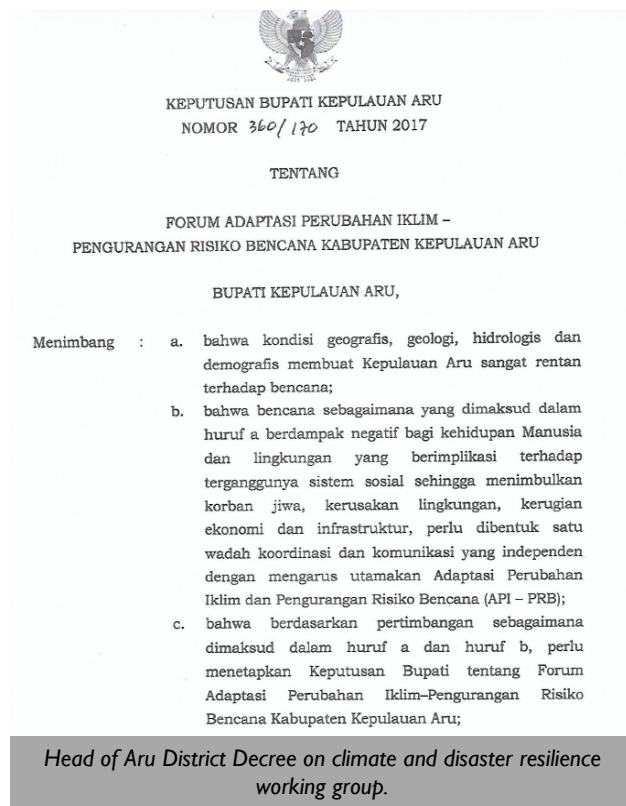 KEPUTUSAN BUPATI KEPULAUAN ARU
NOMOR 360/170 TAHUN 2017
TENTANG
FORUM ADAPTASI PERUBAHAN IKLIM –
PENGURANGAN RISIKO BENCANA KABUPATEN KEPULAUAN ARU
BUPATI KEPULAUAN ARU,
Menimbang : a. bahwa kondisi geografis, geologi, hidrologis dan
demografis membuat Kepulauan Aru sangat rentan
terhadap bencana;
b. bahwa bencana sebagaimana yang dimaksud dalam
huruf a berdampak negatif bagi kehidupan Manusia
dan lingkungan yang berimplikasi terhadap
terganggunya sistem sosial sehingga menimbulkan
korban jiwa, kerusakan lingkungan, kerugian
ekonomi dan infrastruktur, perlu dibentuk satu
wadah koordinasi dan komunikasi yang independen
dengan mengarus utamakan Adaptasi Perubahan
Iklim dan Pengurangan Risiko Bencana (API – PRB);
c. bahwa berdasarkan pertimbangan sebagaimana
dimaksud dalam huruf a dan huruf b, perlu
menetapkan Keputusan Bupati tentang Forum
Adaptasi Perubahan Iklim–Pengurangan Risiko
Bencana Kabupaten Kepulauan Aru;
Head of Aru District Decree on climate and disaster resilience
working group.